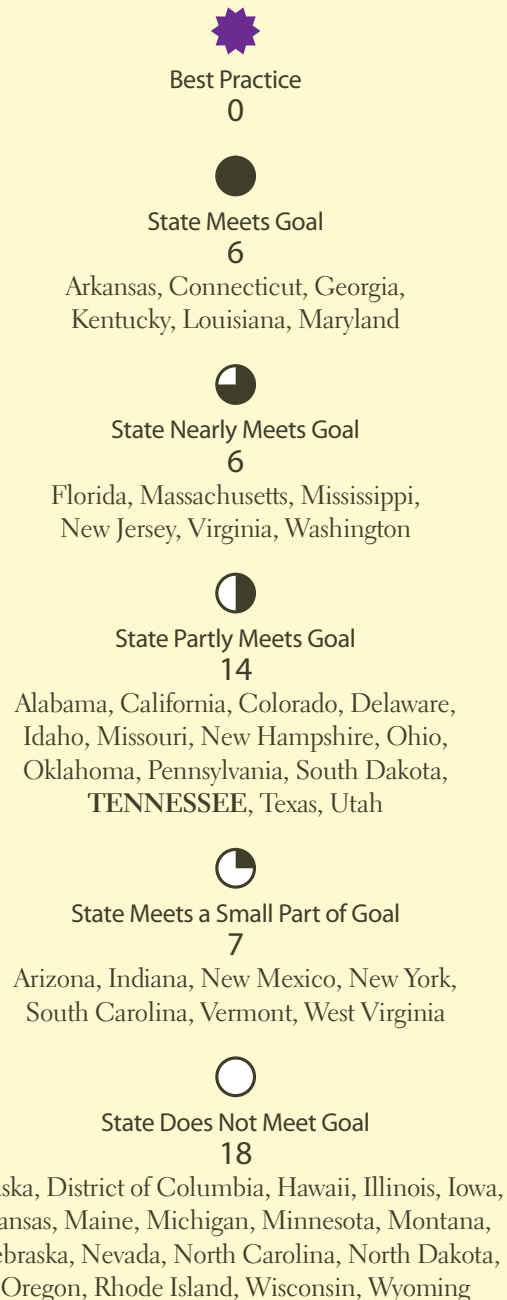 Best Practice
0
State Meets Goal
6
Arkansas, Connecticut, Georgia,
Kentucky, Louisiana, Maryland
State Nearly Meets Goal
6
Florida, Massachusetts, Mississippi,
New Jersey, Virginia, Washington
State Partly Meets Goal
14
Alabama, California, Colorado, Delaware,
Idaho, Missouri, New Hampshire, Ohio,
Oklahoma, Pennsylvania, South Dakota,
TENNESSEE, Texas, Utah
State Meets a Small Part of Goal
7
Arizona, Indiana, New Mexico, New York,
South Carolina, Vermont, West Virginia
State Does Not Meet Goal
18
ska, District of Columbia, Hawaii, Illinois, Iowa,
ansas, Maine, Michigan, Minnesota, Montana,
ebraska, Nevada, North Carolina, North Dakota,
Oregon, Rhode Island, Wisconsin, Wyoming